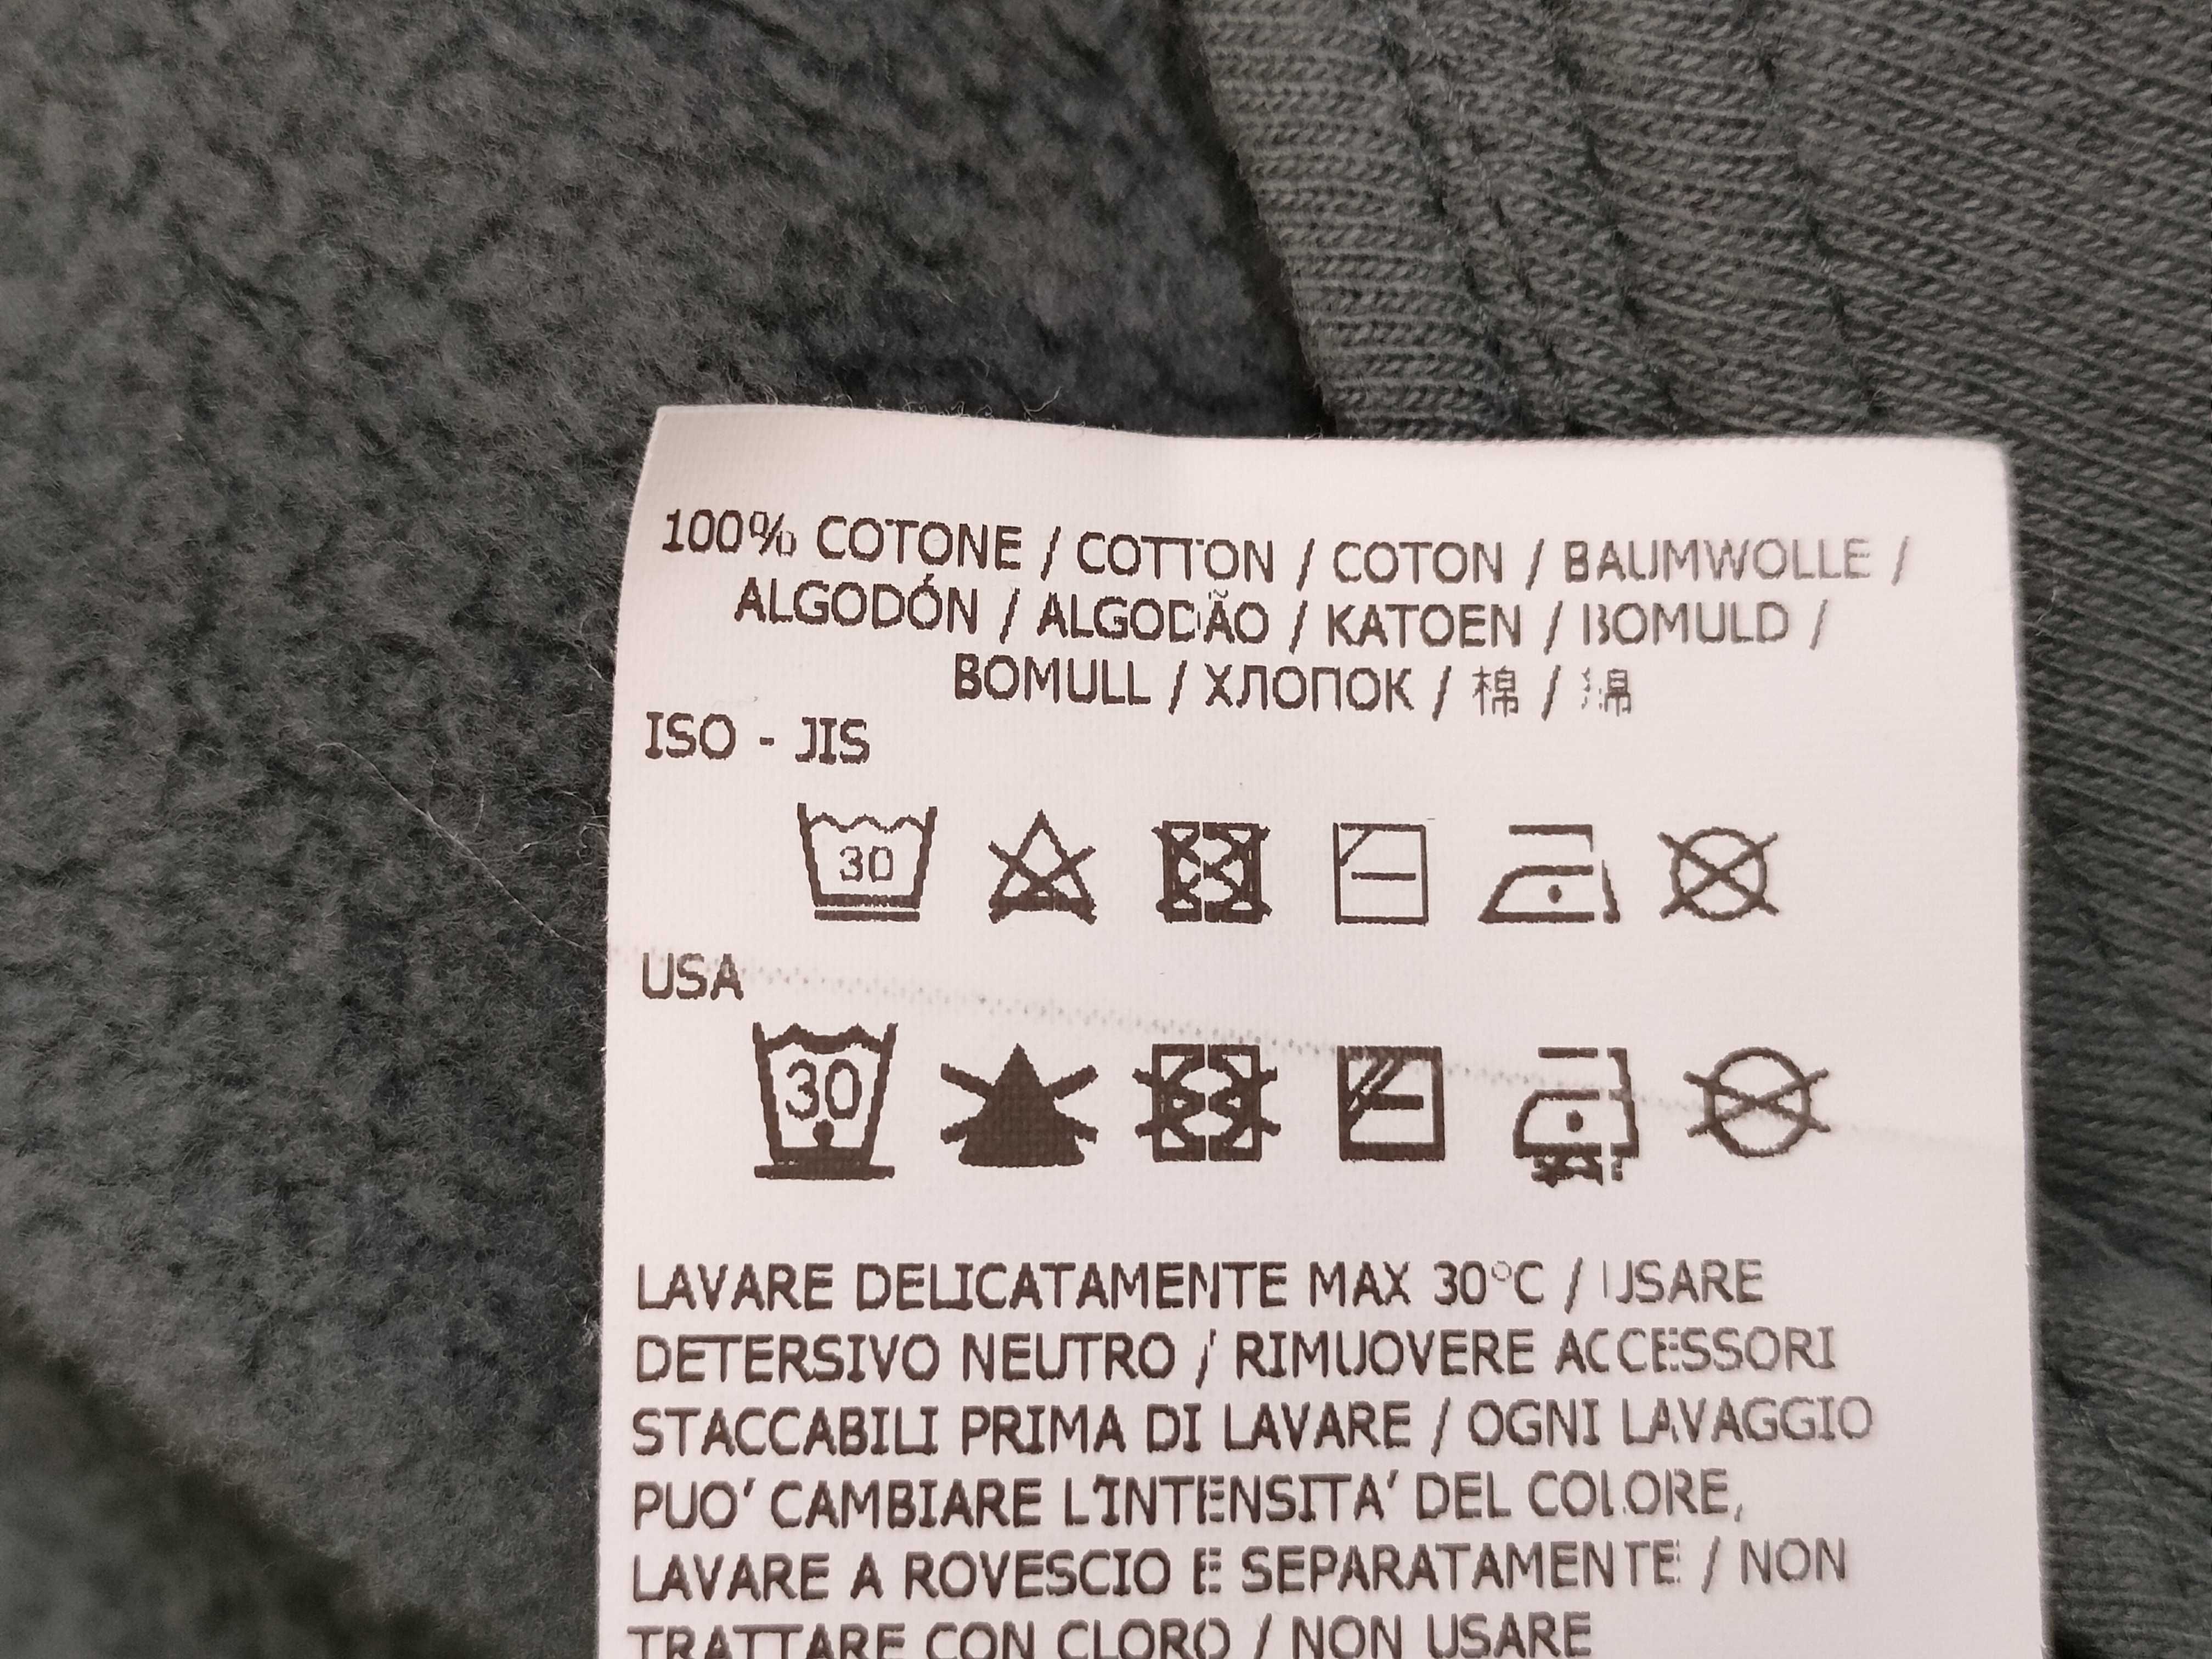 100% COTONE / COTTON / COTON / BAUMWOLLE /
ALGODÓN / ALGODÃO / KATOEN / BOMULD /
BOMULL / ХЛОПОК / 棉 / 綿
ISO - JIS
30
USA
30
LAVARE DELICATAMENTE MAX 30°C / USARE
DETERSIVO NEUTRO / RIMUOVERE ACCESSORI
STACCABILI PRIMA DI LAVARE / OGNI LAVAGGIO
PUO' CAMBIARE L'INTENSITA' DEL COLORE,
LAVARE A ROVESCIO E SEPARATAMENTE / NON
TRATTARE CON CLORO / NON USARE